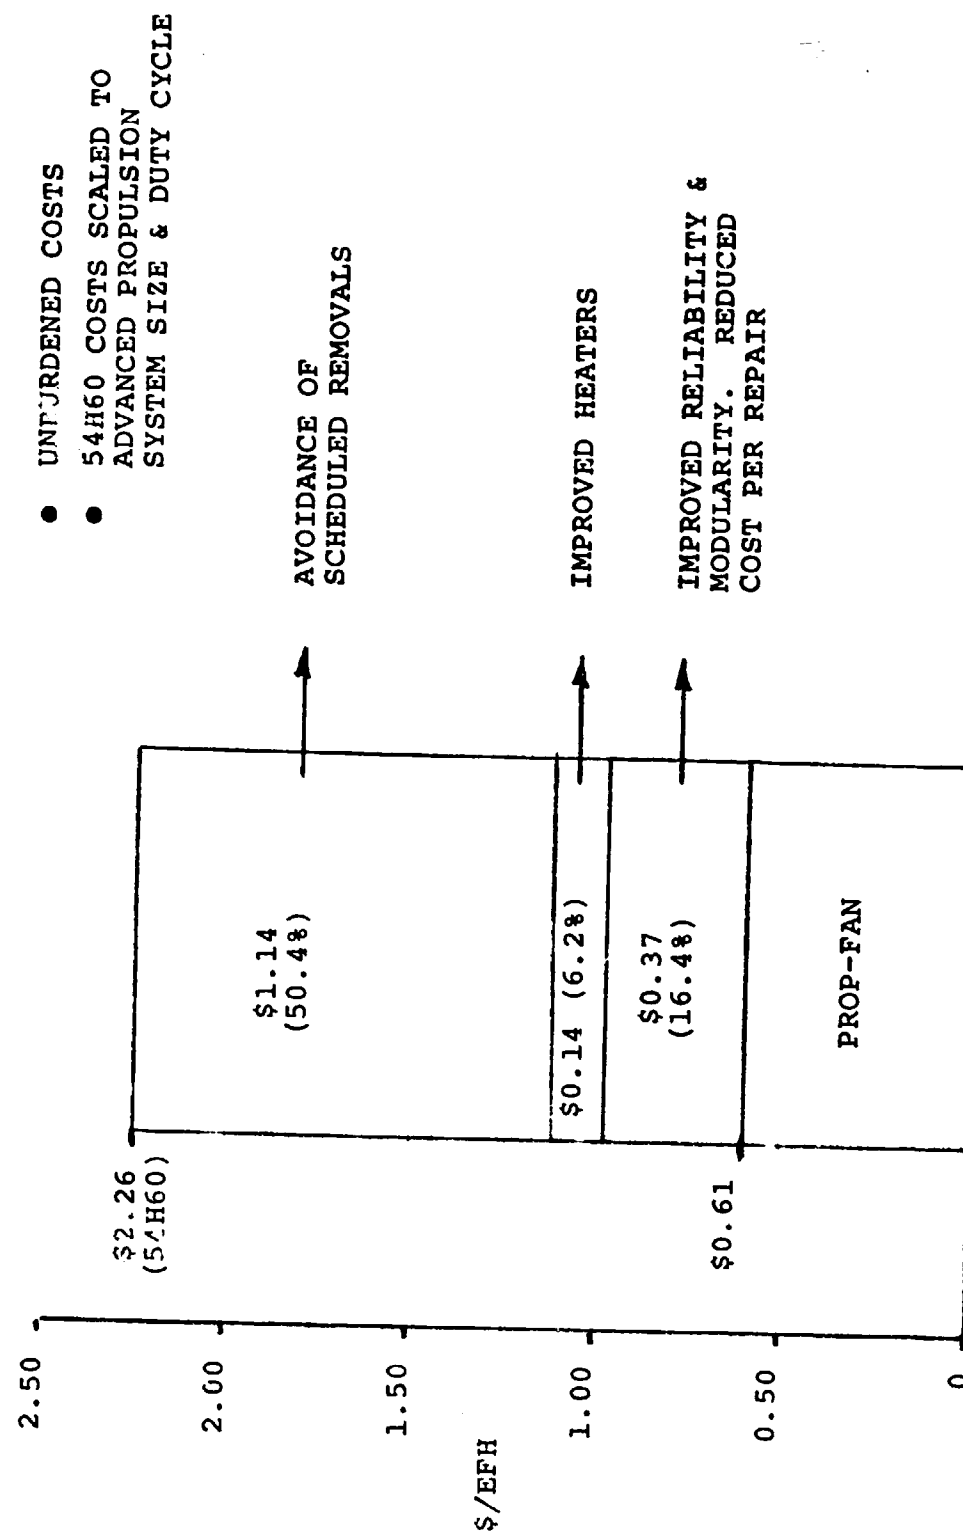 ● UNBURDENED COSTS
● 54H60 COSTS SCALED TO
ADVANCED PROPULSION
SYSTEM SIZE & DUTY CYCLE
2.50
2.00
1.50
1.00
0.50
0
$/EFH
$2.26
(54H60)
$0.61
$1.14
(50.4%)
$0.14 (6.2%)
$0.37
(16.4%)
PROP-FAN
AVOIDANCE OF
SCHEDULED REMOVALS
IMPROVED HEATERS
IMPROVED RELIABILITY &
MODULARITY. REDUCED
COST PER REPAIR